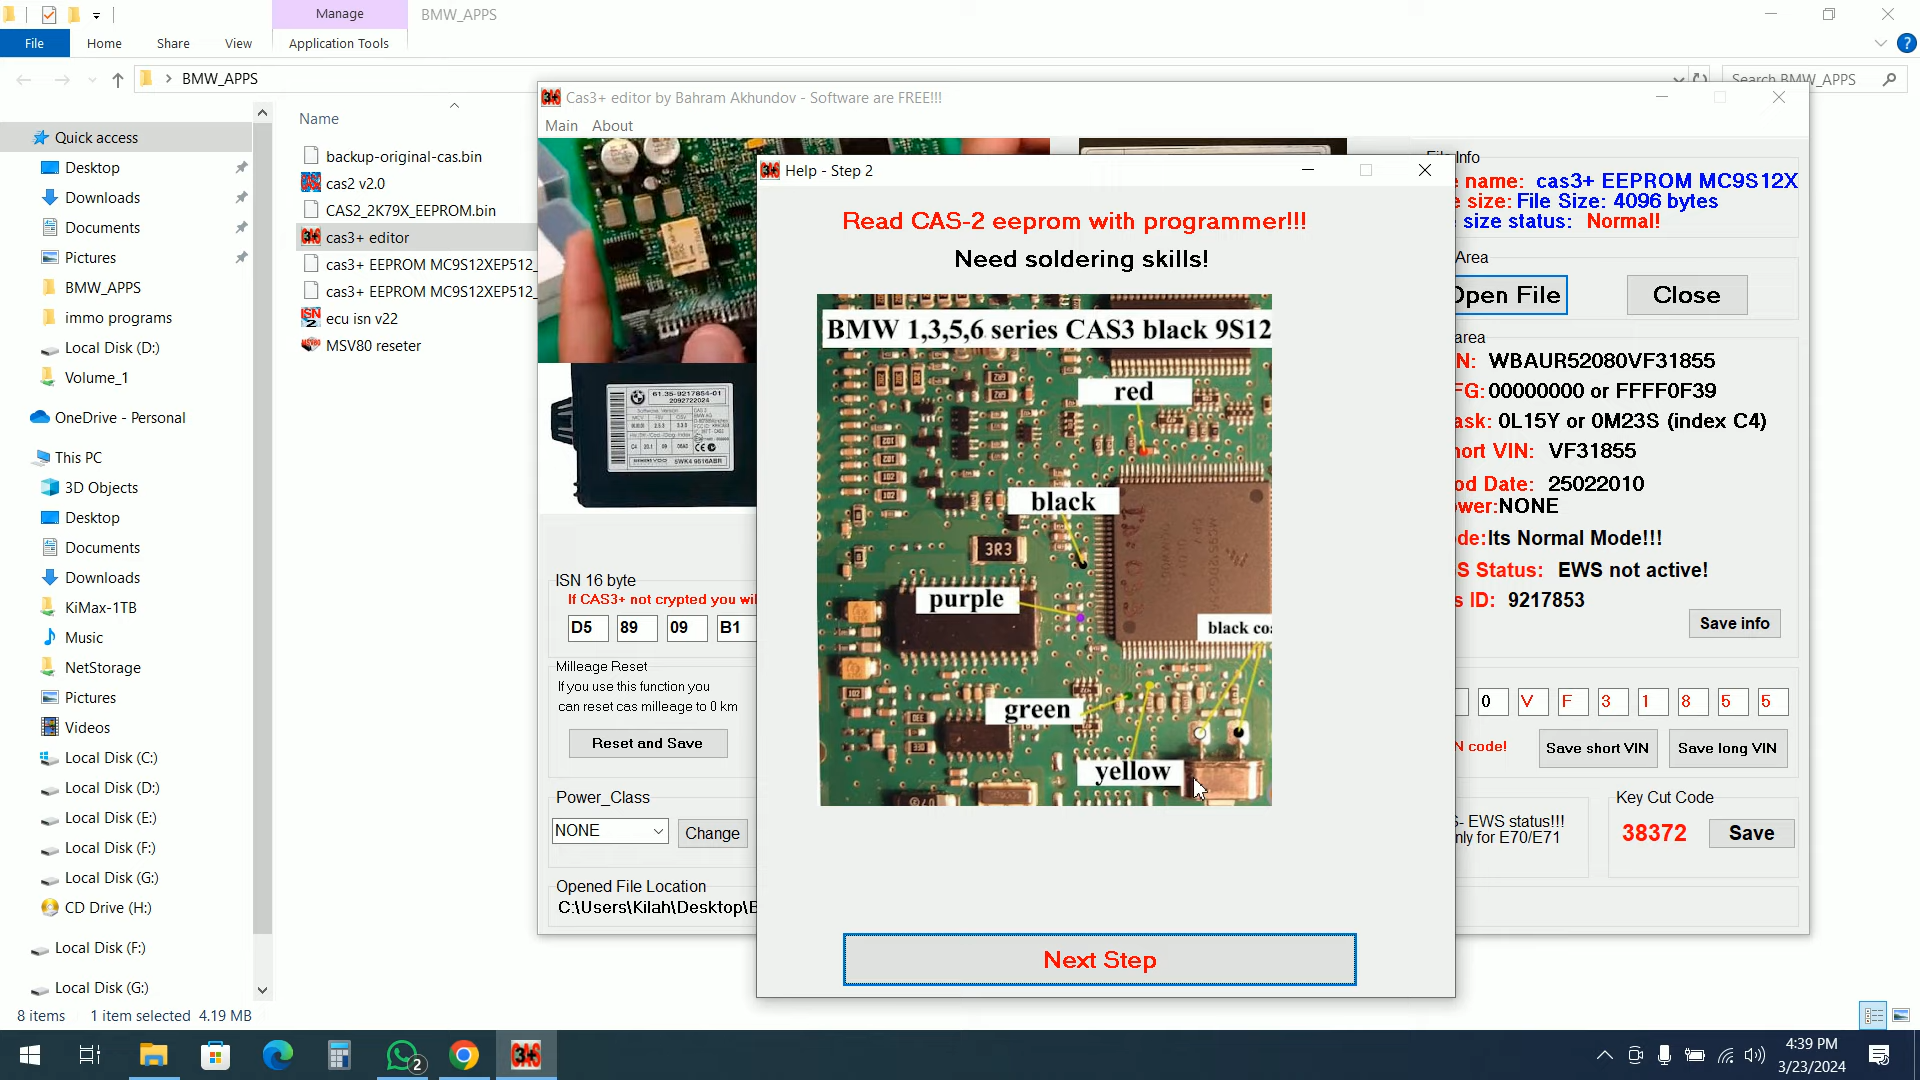 Manage
BMW_APPS
File
Home
Share
View
Application Tools
BMW_APPS
Search BMW_APPS
Quick access
Desktop
Downloads
Documents
Pictures
BMW_APPS
immo programs
Local Disk (D:)
Volume_1
OneDrive - Personal
This PC
3D Objects
Desktop
Documents
Downloads
KiMax-1TB
Music
NetStorage
Pictures
Videos
Local Disk (C:)
Local Disk (D:)
Local Disk (E:)
Local Disk (F:)
Local Disk (G:)
CD Drive (H:)
Local Disk (F:)
Local Disk (G:)
Name
backup-original-cas.bin
cas2 v2.0
CAS2_2K79X_EEPROM.bin
cas3+ editor
cas3+ EEPROM MC9S12XEP512_
cas3+ EEPROM MC9S12XEP512_
ecu isn v22
MSV80 reseter
Cas3+ editor by Bahram Akhundov - Software are FREE!!!
Main
About
61.35-9217854-01
2092722024
ISN 16 byte
If CAS3+ not crypted you wil
D5
89
09
B1
Milleage Reset
If you use this function you
can reset cas milleage to 0 km
Reset and Save
Power_Class
NONE
Change
Opened File Location
C:\Users\Kilah\Desktop\B
Help - Step 2
Read CAS-2 eeprom with programmer!!!
Need soldering skills!
BMW 1,3,5,6 series CAS3 black 9S12
red
black
3R3
purple
black coa
green
yellow
Next Step
File Info
e name: cas3+ EEPROM MC9S12X
e size: File Size: 4096 bytes
size status: Normal!
Area
Open File
Close
area
N: WBAUR52080VF31855
FG: 00000000 or FFFF0F39
ask: 0L15Y or 0M23S (index C4)
hort VIN: VF31855
od Date: 25022010
ower:NONE
de:Its Normal Mode!!!
S Status: EWS not active!
s ID: 9217853
Save info
0
V
F
3
1
8
5
5
N code!
Save short VIN
Save long VIN
S- EWS status!!!
nly for E70/E71
Key Cut Code
38372
Save
8 items
1 item selected 4.19 MB
2
4:39 PM
3/23/2024